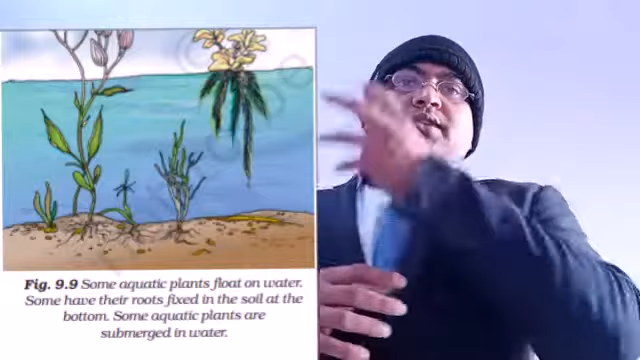 Fig. 9.9 Some aquatic plants float on water.
Some have their roots fixed in the soil at the
bottom. Some aquatic plants are
submerged in water.